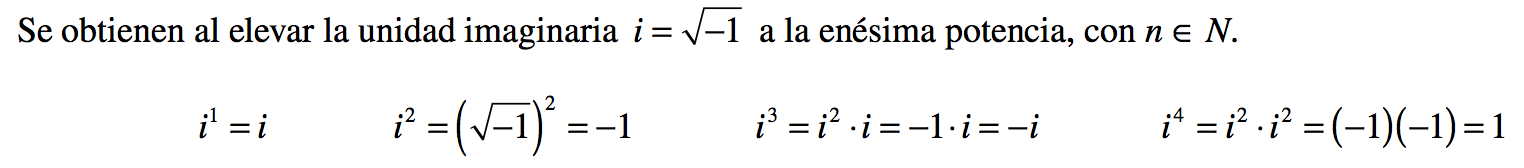 Se obtienen al elevar la unidad imaginaria i = √−1 a la enésima potencia, con n ∈ N.
i¹ = i i² = (√−1)² = −1 i³ = i² · i = −1 · i = −i i⁴ = i² · i² = (−1)(−1) = 1